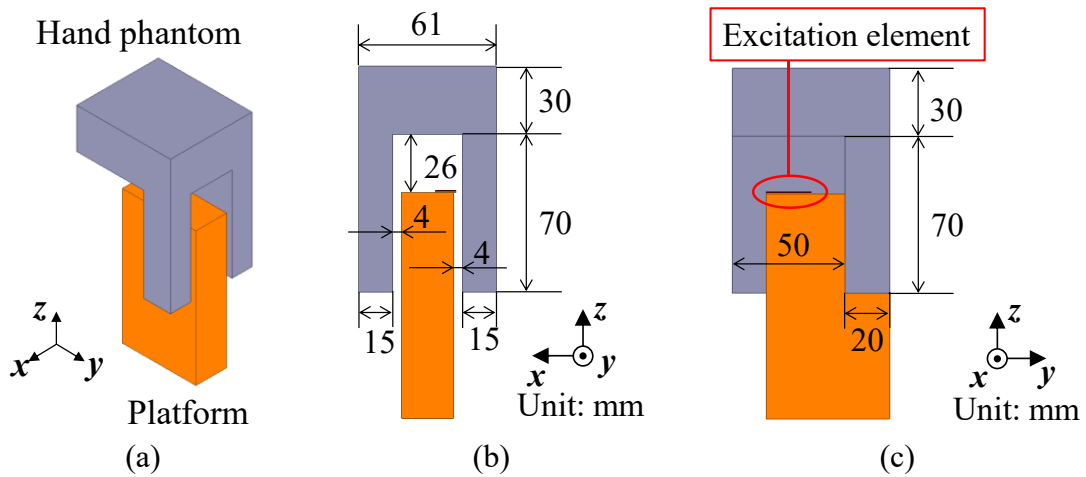 Hand phantom
z
x
y
Platform
(a)
61
30
26
70
4
4
15
15
z
x
y
Unit: mm
(b)
Excitation element
30
70
50
20
z
x
y
Unit: mm
(c)